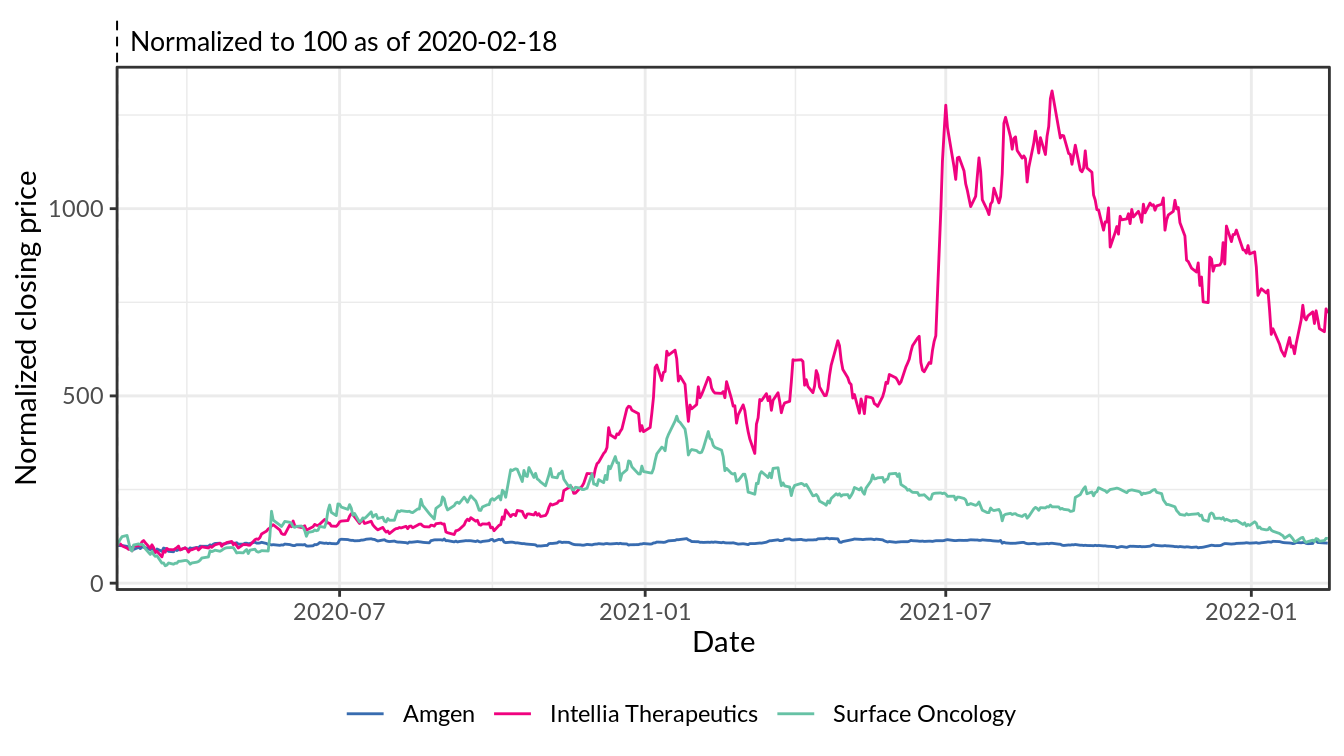 Normalized to 100 as of 2020-02-18
Normalized closing price
1000
500
0
2020-07
2021-01
2021-07
2022-01
Date
Amgen
Intellia Therapeutics
Surface Oncology